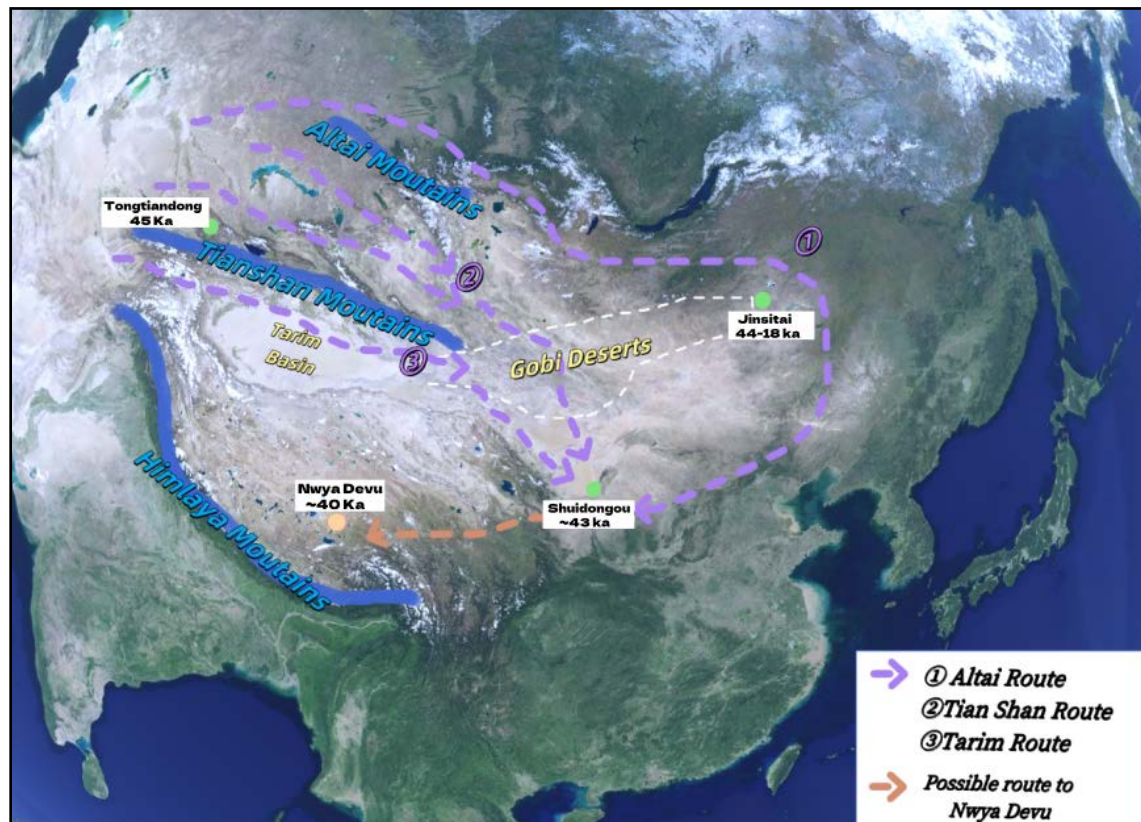 Altai Moutains
①
Tongtiandong
45 Ka
Tianshan Moutains
②
Jinsitai
44-18 ka
Tarim
Basin
③
Gobi Deserts
Himlaya Moutains
Nwya Devu
~40 Ka
Shuidongou
~43 ka
① Altai Route
②Tian Shan Route
③Tarim Route
Possible route to
Nwya Devu